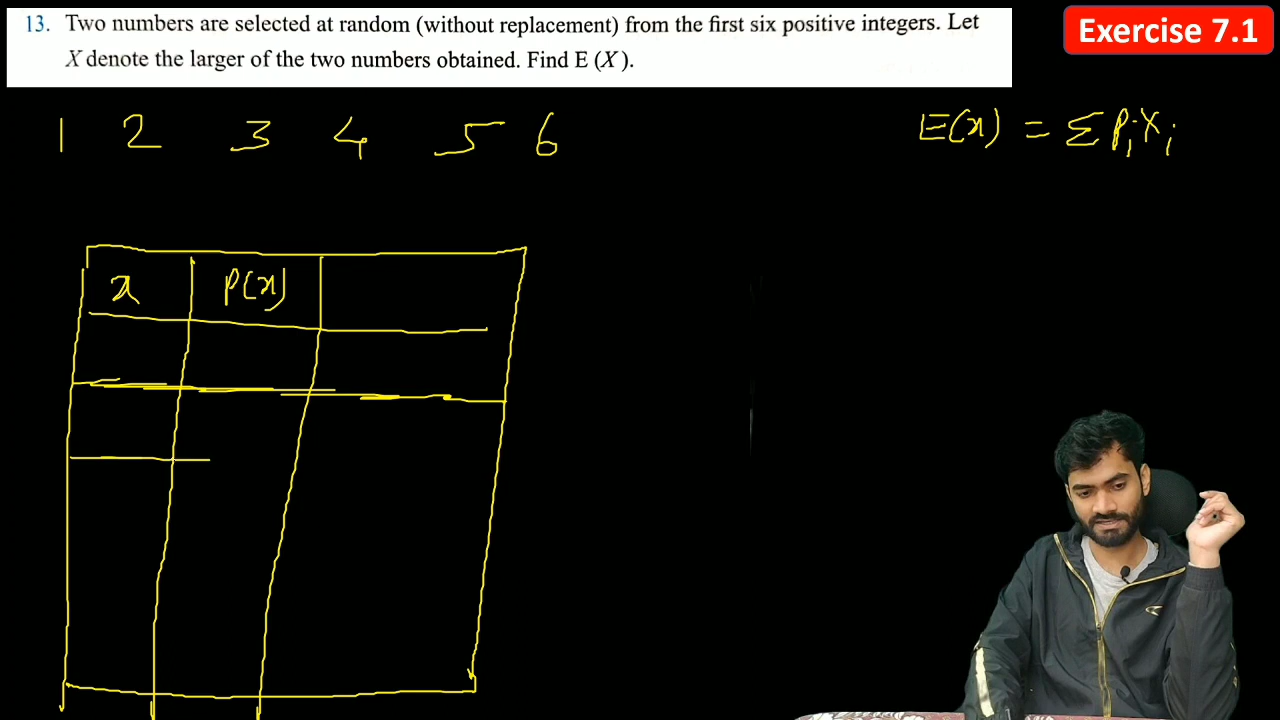 13. Two numbers are selected at random (without replacement) from the first six positive integers. Let
X denote the larger of the two numbers obtained. Find E (X ).
Exercise 7.1
1 2 3 4 5 6
E(x) = Σ PᵢXᵢ
x P(x)